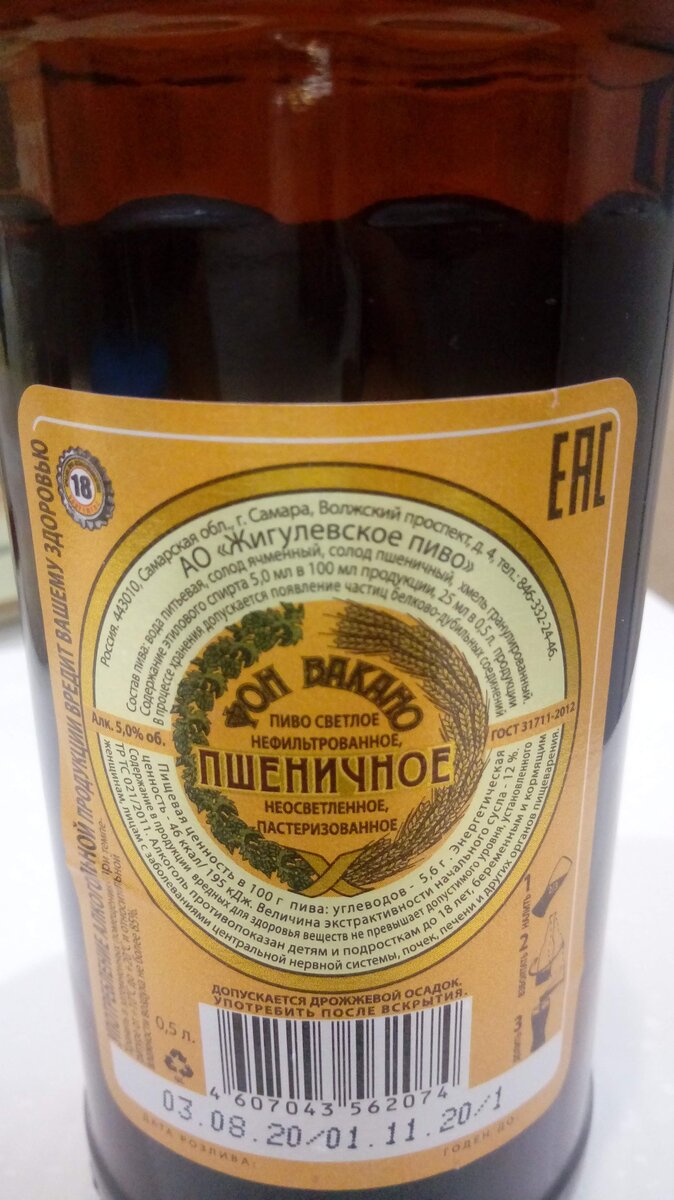 УПОТРЕБЛЕНИЕ АЛКОГОЛЬНОЙ ПРОДУКЦИИ ВРЕДИТ ВАШЕМУ ЗДОРОВЬЮ
18
EAC
Россия. 443010, Самарская обл., г. Самара, Волжский проспект, д. 4, тел.: 846-332-24-46.
АО «Жигулевское пиво»
Состав пива: вода питьевая, солод ячменный, солод пшеничный, хмель гранулированный.
Содержание этилового спирта 5,0 мл в 100 мл продукции, 25 мл в 0,5 л. продукции.
В процессе хранения допускается появление частиц белково-дубильных соединений
Алк. 5,0% об.
ГОСТ 31711-2012
ФОН ВАКАНО
ПИВО СВЕТЛОЕ
НЕФИЛЬТРОВАННОЕ,
ПШЕНИЧНОЕ
НЕОСВЕТЛЕННОЕ,
ПАСТЕРИЗОВАННОЕ
Пищевая ценность в 100 г пива: углеводов - 5,6 г. Энергетическая
ценность - 46 ккал/195 кДж. Величина экстрактивности начального сусла - 12 %.
Содержание в продукции вредных для здоровья веществ не превышает допустимого уровня, установленного
ТР ТС 021/2011. Алкоголь противопоказан детям и подросткам до 18 лет, беременным и кормящим
женщинам, лицам с заболеваниями центральной нервной системы, почек, печени и других органов пищеварения.
1 НАЛИТЬ
2 ВЗБОЛТАТЬ
3
ДОПУСКАЕТСЯ ДРОЖЖЕВОЙ ОСАДОК.
УПОТРЕБИТЬ ПОСЛЕ ВСКРЫТИЯ.
0,5 л.
4 607043 562074
03.08.20/01.11.20/1
ДАТА РОЗЛИВА:
ГОДЕН ДО: